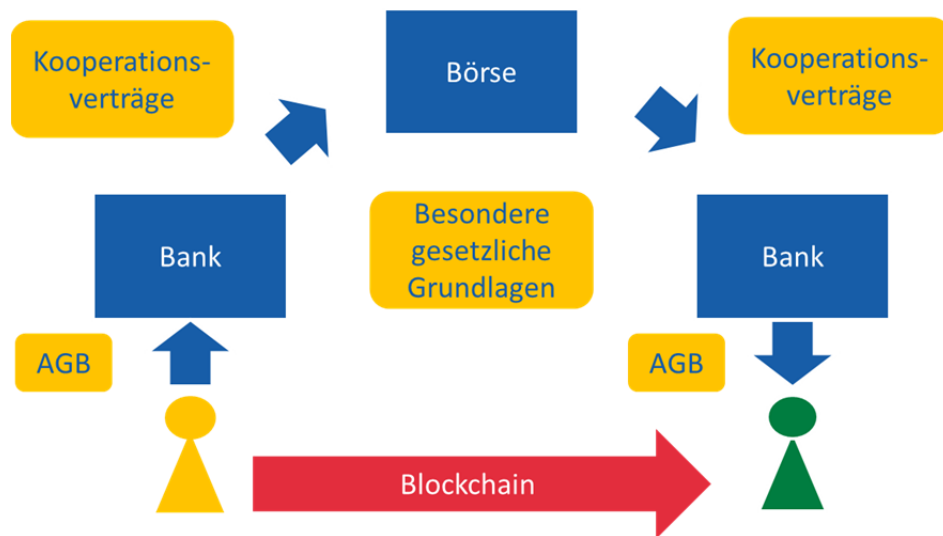 Kooperations-
verträge
Börse
Kooperations-
verträge
Bank
Besondere
gesetzliche
Grundlagen
Bank
AGB
AGB
Blockchain